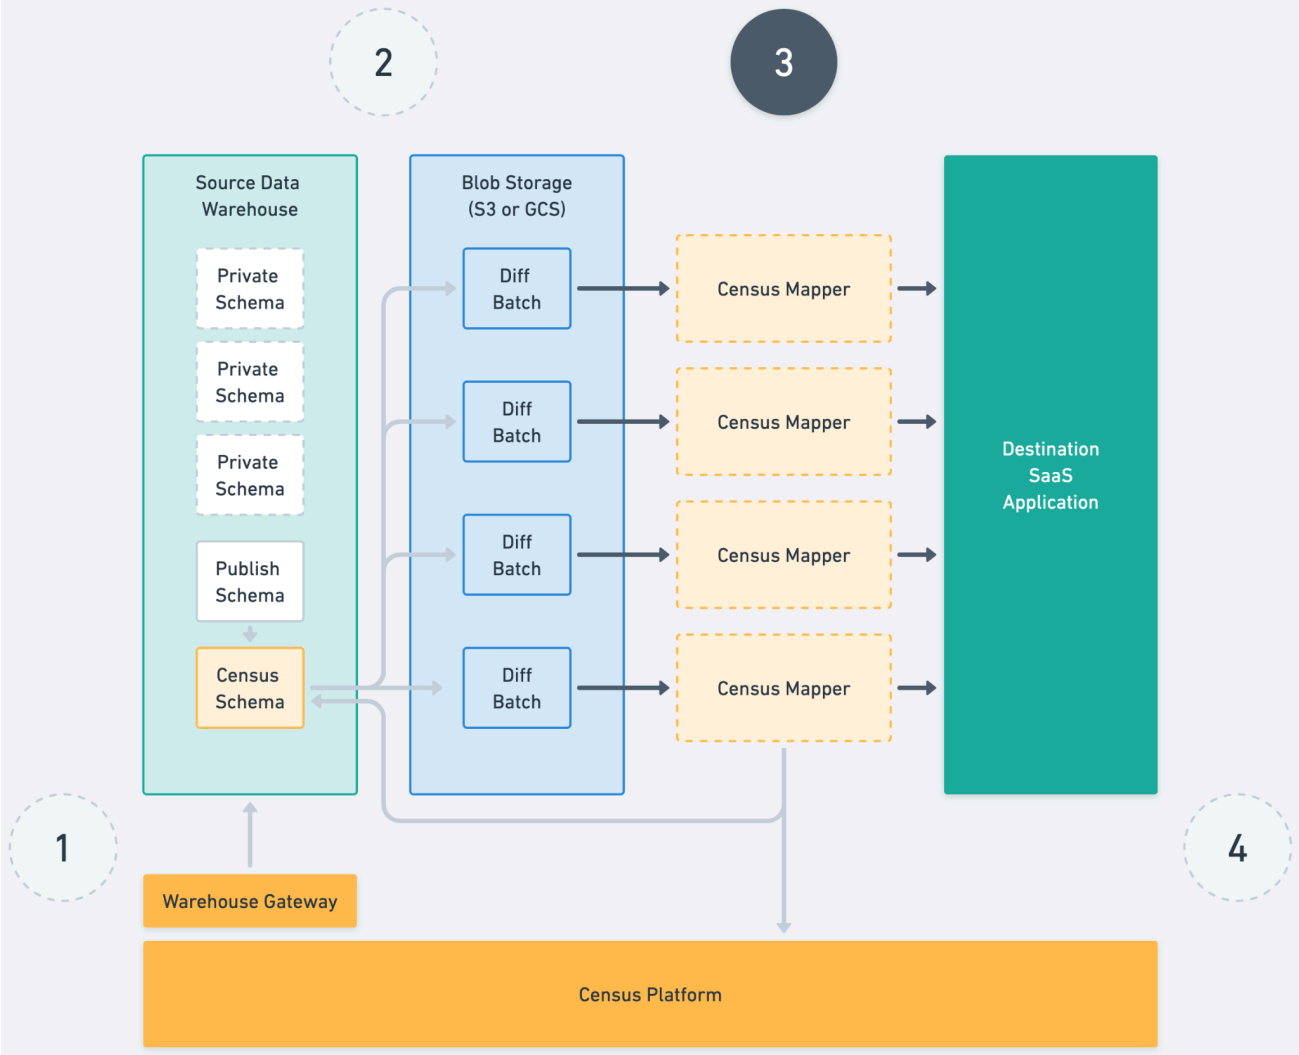 2
3
Source Data
Warehouse
Private
Schema
Private
Schema
Private
Schema
Publish
Schema
Census
Schema
Blob Storage
(S3 or GCS)
Diff
Batch
Diff
Batch
Diff
Batch
Diff
Batch
Census Mapper
Census Mapper
Census Mapper
Census Mapper
Destination
SaaS
Application
1
4
Warehouse Gateway
Census Platform